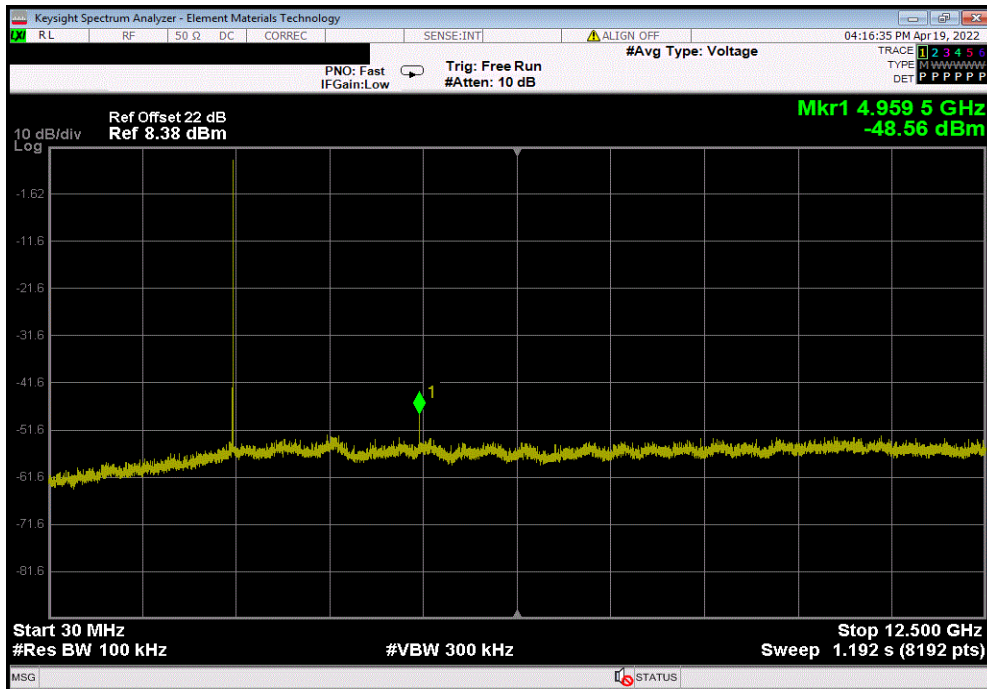 Keysight Spectrum Analyzer - Element Materials Technology
LXI RL RF 50 Ω DC CORREC SENSE:INT ALIGN OFF 04:16:35 PM Apr 19, 2022
#Avg Type: Voltage
TRACE 1 2 3 4 5 6
TYPE M WWWWW
DET P P P P P P
PNO: Fast
IFGain:Low
Trig: Free Run
#Atten: 10 dB
Mkr1 4.959 5 GHz
-48.56 dBm
Ref Offset 22 dB
10 dB/div Ref 8.38 dBm
Log
-1.62
-11.6
-21.6
-31.6
-41.6
1
-51.6
-61.6
-71.6
-81.6
Start 30 MHz Stop 12.500 GHz
#Res BW 100 kHz #VBW 300 kHz Sweep 1.192 s (8192 pts)
MSG STATUS